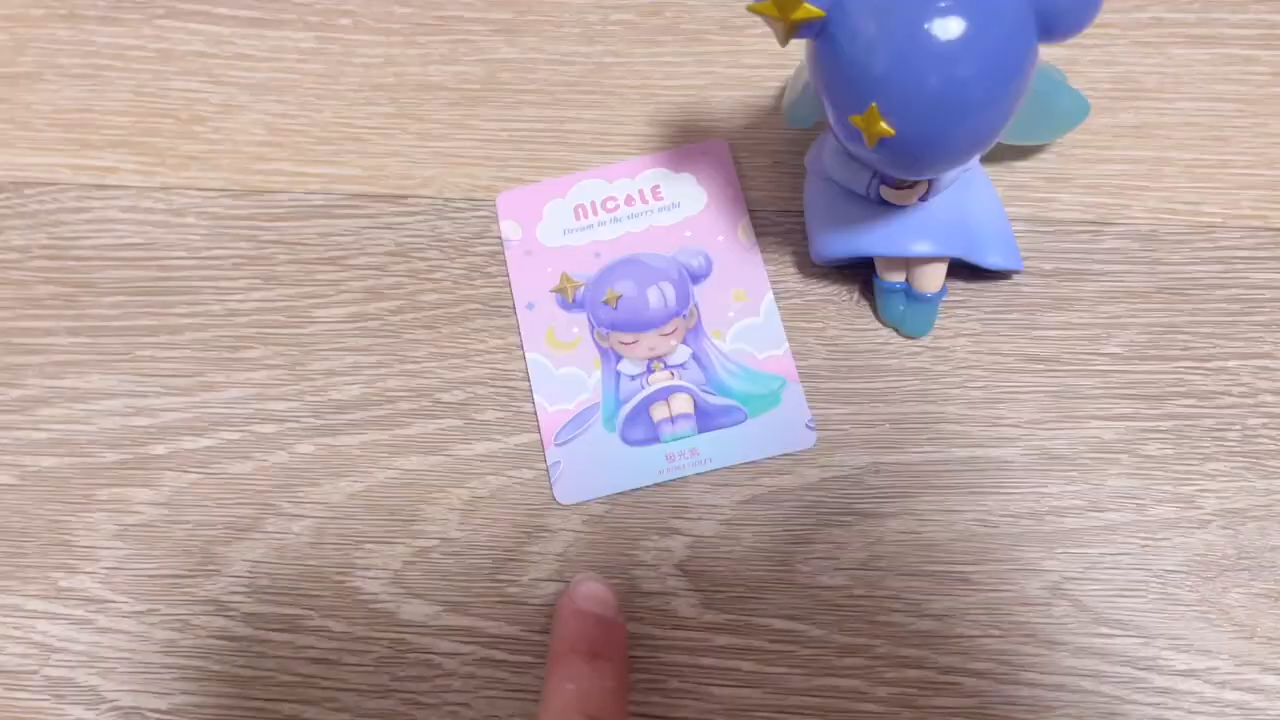 NICOLE
Dream in the starry night
极光紫